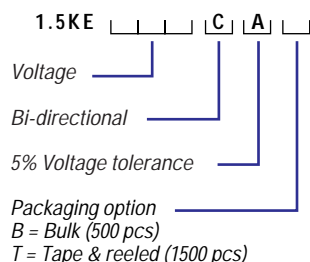 1.5KE C A
Voltage
Bi-directional
5% Voltage tolerance
Packaging option
B = Bulk (500 pcs)
T = Tape & reeled (1500 pcs)